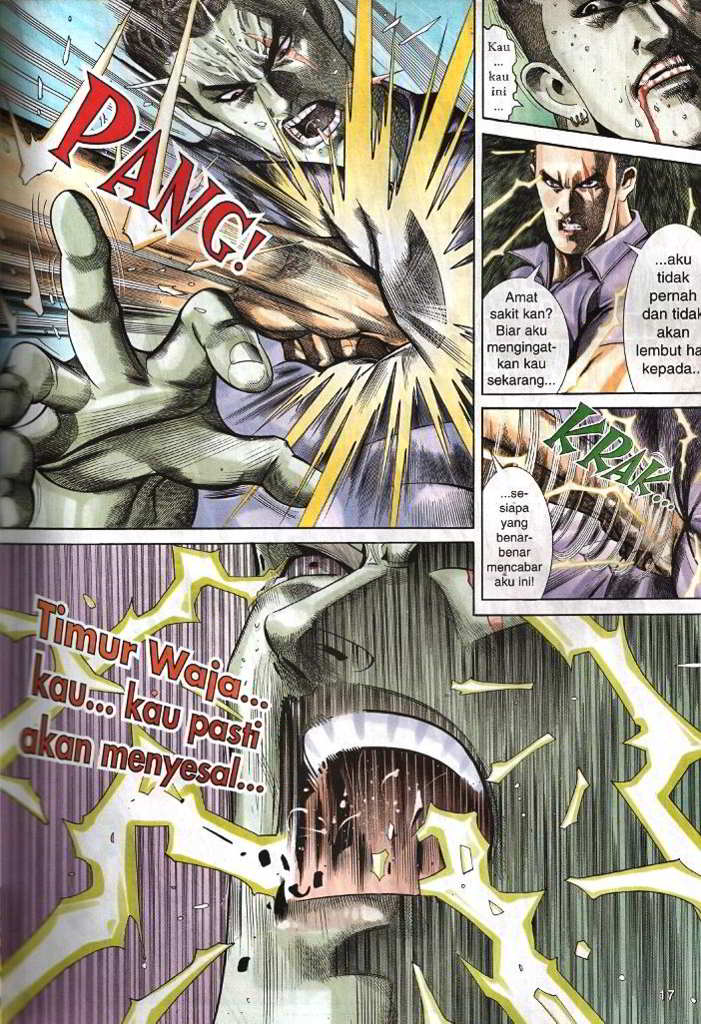 PANG!
Kau
...
kau
ini
...
Amat
sakit kan?
Biar aku
mengingat-
kan kau
sekarang...
...aku
tidak
pernah
dan tidak
akan
lembut ha
kepada..
KRAK...
...se-
siapa
yang
benar-
benar
mencabar
aku ini!
Timur Waja...
kau... kau pasti
akan menyesal...
17